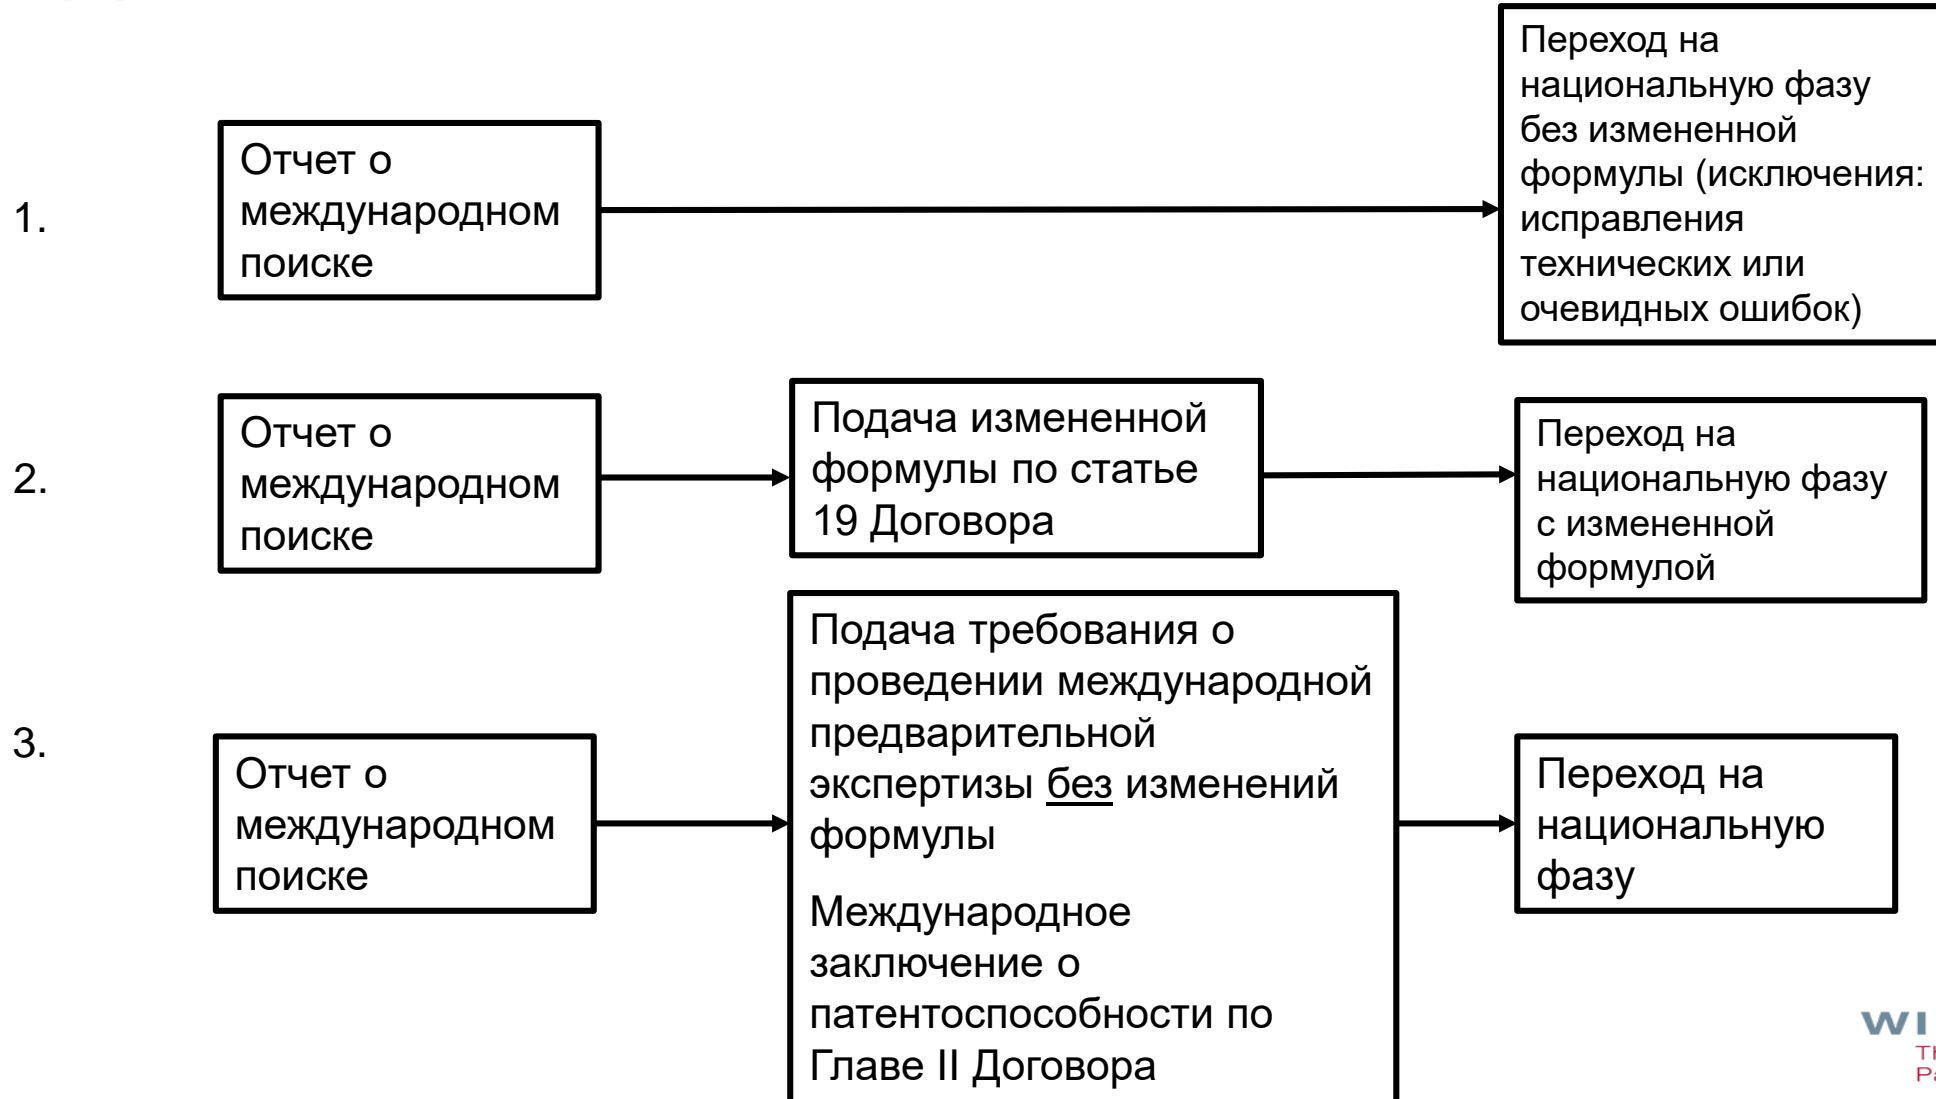 1.
Отчет о
международном
поиске
Переход на
национальную фазу
без измененной
формулы (исключения:
исправления
технических или
очевидных ошибок)
2.
Отчет о
международном
поиске
Подача измененной
формулы по статье
19 Договора
Переход на
национальную фазу
с измененной
формулой
3.
Отчет о
международном
поиске
Подача требования о
проведении международной
предварительной
экспертизы без изменений
формулы
Международное
заключение о
патентоспособности по
Главе II Договора
Переход на
национальную
фазу